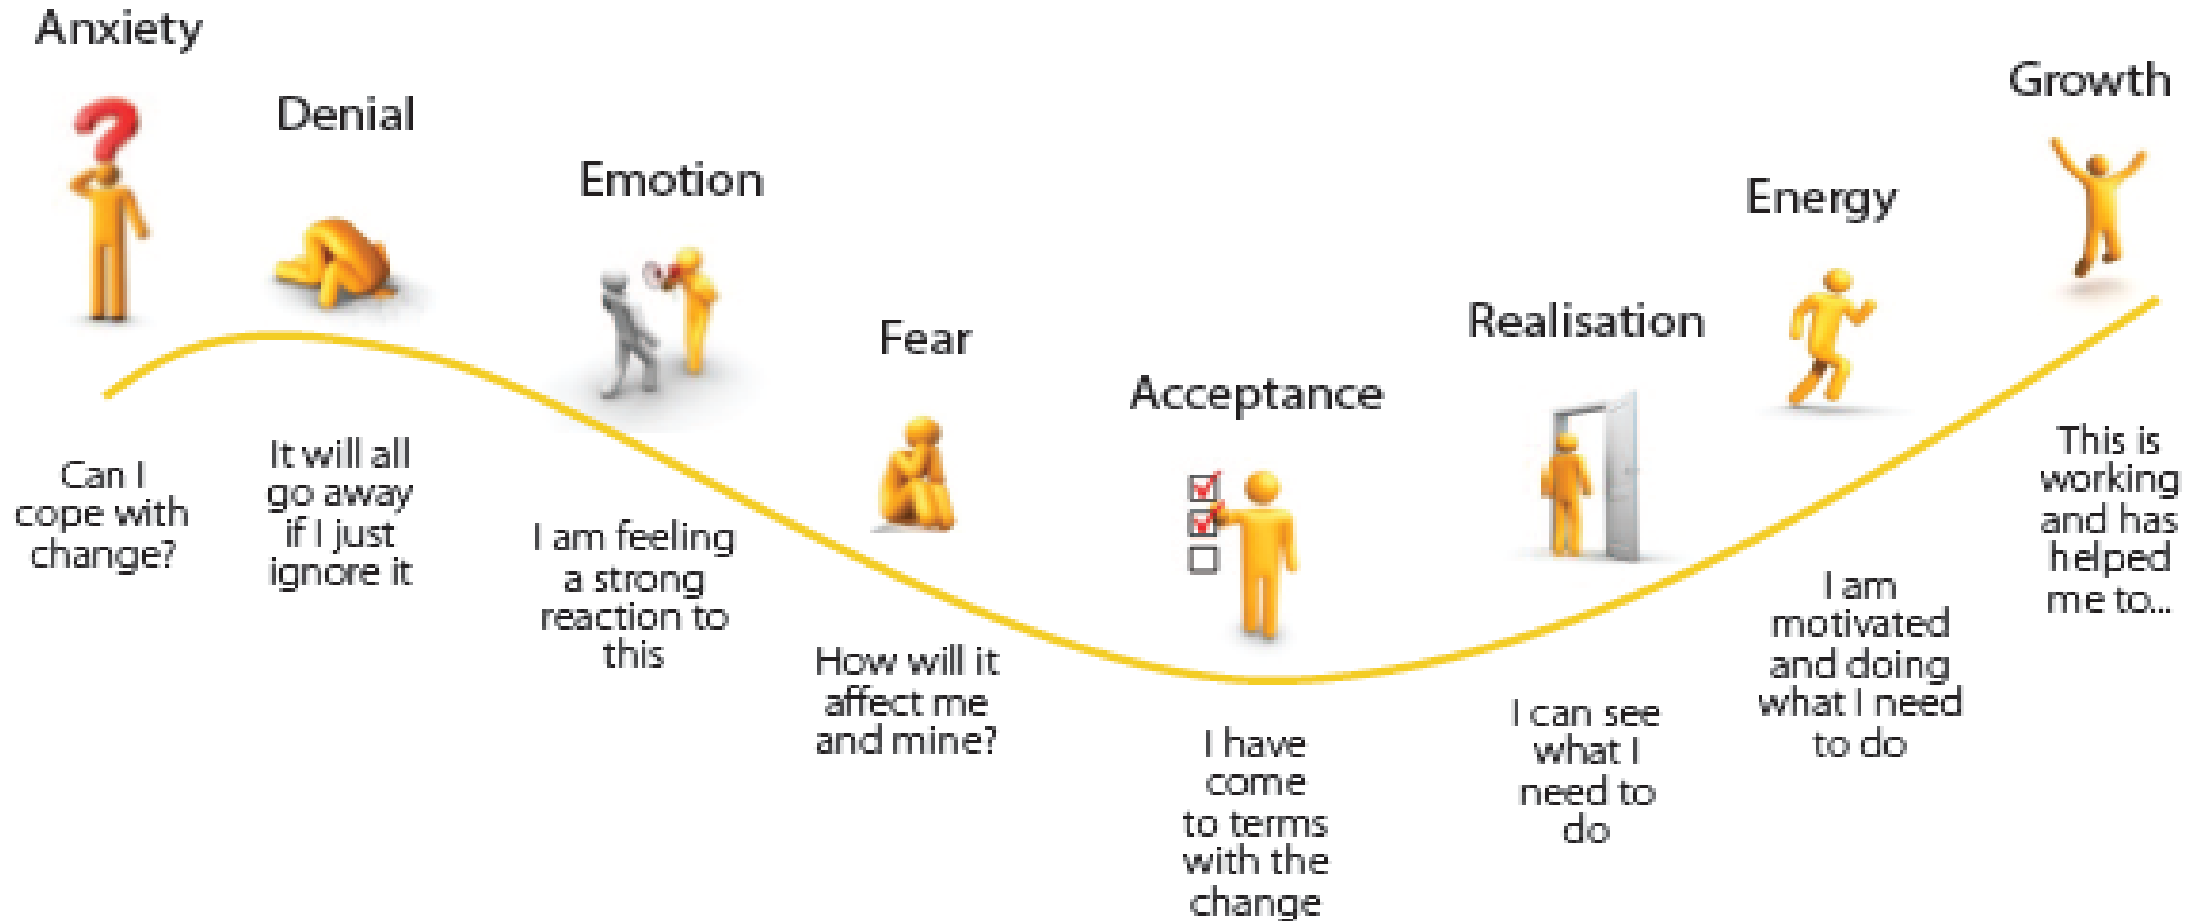 Anxiety
Can I
cope with
change?
Denial
It will all
go away
if I just
ignore it
Emotion
I am feeling
a strong
reaction to
this
Fear
How will it
affect me
and mine?
Acceptance
I have
come
to terms
with the
change
Realisation
I can see
what I
need to
do
Energy
I am
motivated
and doing
what I need
to do
Growth
This is
working
and has
helped
me to...